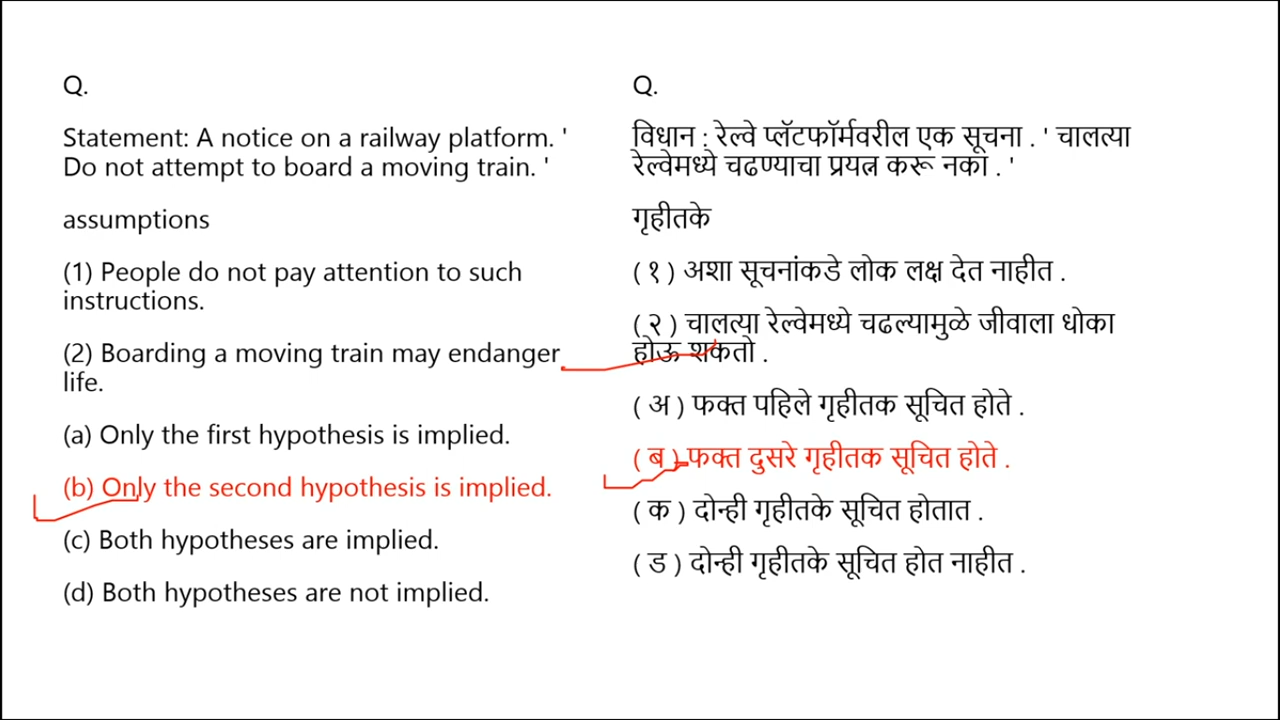 Q.
Statement: A notice on a railway platform. '
Do not attempt to board a moving train. '
assumptions
(1) People do not pay attention to such
instructions.
(2) Boarding a moving train may endanger
life.
(a) Only the first hypothesis is implied.
(b) Only the second hypothesis is implied.
(c) Both hypotheses are implied.
(d) Both hypotheses are not implied.
Q.
विधान : रेल्वे प्लॅटफॉर्मवरील एक सूचना . ' चालत्या
रेल्वेमध्ये चढण्याचा प्रयत्न करू नका . '
गृहीतके
( १ ) अशा सूचनांकडे लोक लक्ष देत नाहीत .
( २ ) चालत्या रेल्वेमध्ये चढल्यामुळे जीवाला धोका
होऊ शकतो .
( अ ) फक्त पहिले गृहीतक सूचित होते .
( ब ) फक्त दुसरे गृहीतक सूचित होते .
( क ) दोन्ही गृहीतके सूचित होतात .
( ड ) दोन्ही गृहीतके सूचित होत नाहीत .